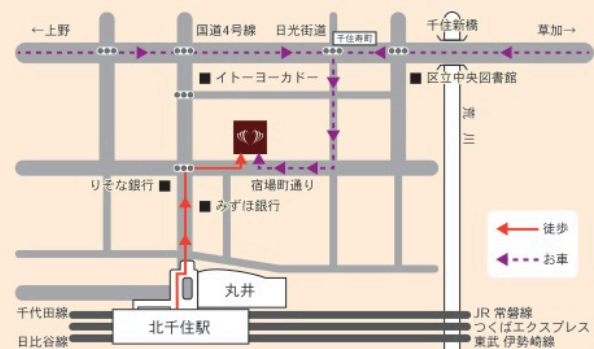 ←上野
国道4号線
日光街道
千住寿町
千住新橋
草加→
■イトーヨーカドー
■区立中央図書館
荒川
りそな銀行■
宿場町通り
■みずほ銀行
徒歩
お車
丸井
千代田線
北千住駅
JR 常磐線
つくばエクスプレス
日比谷線
東武 伊勢崎線